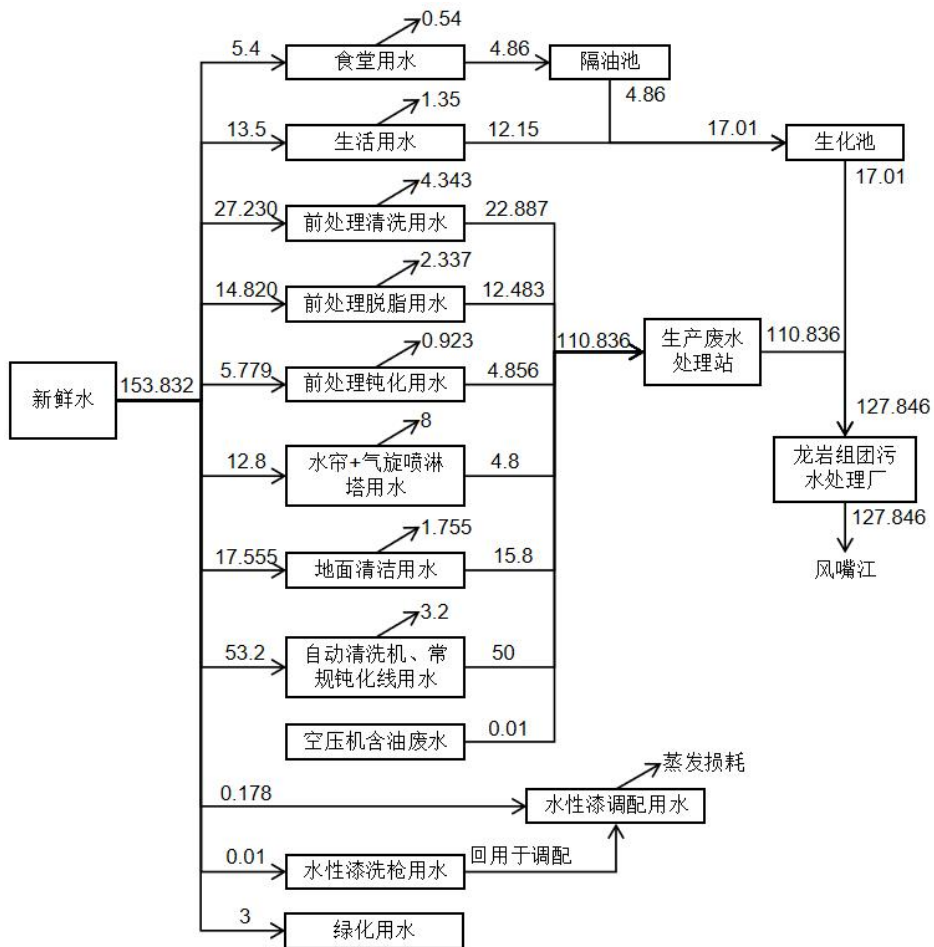 0.54
5.4
食堂用水
4.86
隔油池
4.86
1.35
13.5
生活用水
12.15
17.01
生化池
17.01
4.343
27.230
前处理清洗用水
22.887
2.337
14.820
前处理脱脂用水
12.483
0.923
5.779
前处理钝化用水
4.856
110.836
生产废水
处理站
110.836
新鲜水
153.832
127.846
8
12.8
水帘+气旋喷淋
塔用水
4.8
龙岩组团污
水处理厂
127.846
风嘴江
1.755
17.555
地面清洁用水
15.8
3.2
53.2
自动清洗机、常
规钝化线用水
50
空压机含油废水
0.01
蒸发损耗
0.178
水性漆调配用水
0.01
水性漆洗枪用水
回用于调配
3
绿化用水